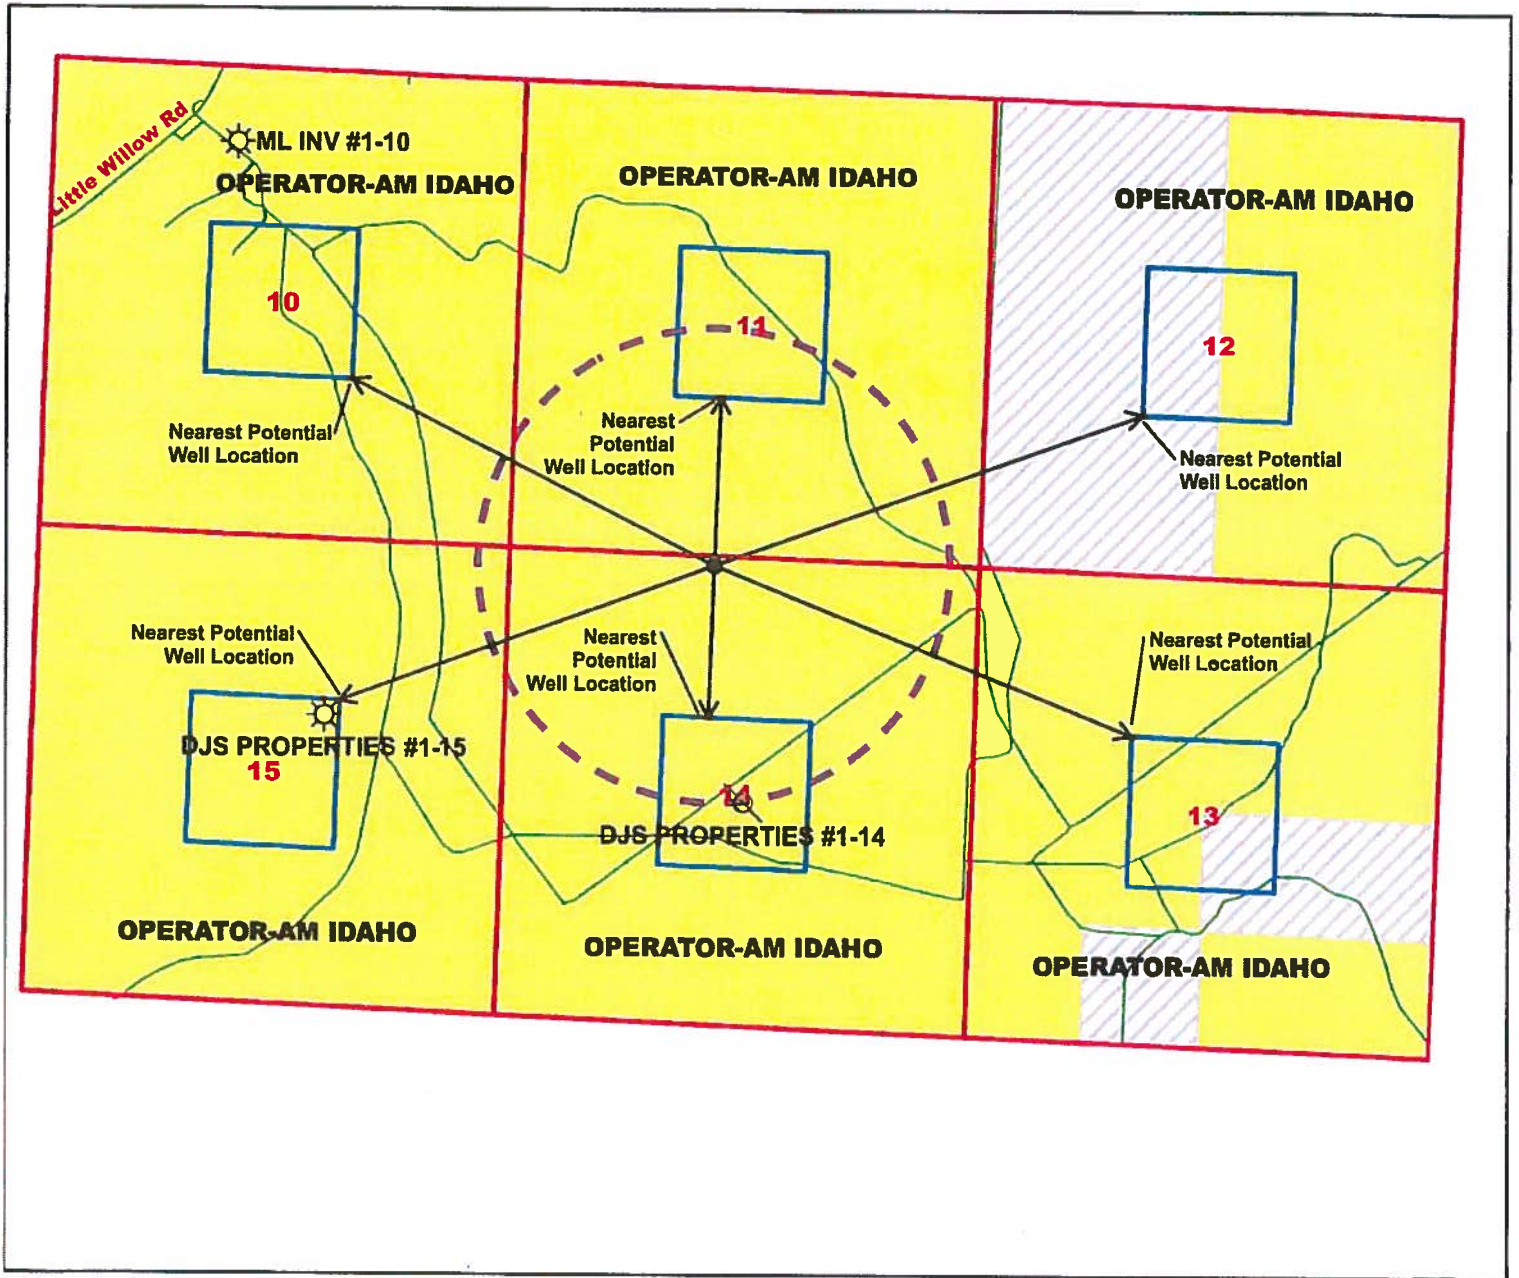 Little Willow Rd
ML INV #1-10
OPERATOR-AM IDAHO
OPERATOR-AM IDAHO
OPERATOR-AM IDAHO
10
11
12
Nearest Potential
Well Location
Nearest
Potential
Well Location
Nearest Potential
Well Location
Nearest Potential
Well Location
Nearest
Potential
Well Location
Nearest Potential
Well Location
DJS PROPERTIES #1-15
15
14
DJS PROPERTIES #1-14
13
OPERATOR-AM IDAHO
OPERATOR-AM IDAHO
OPERATOR-AM IDAHO